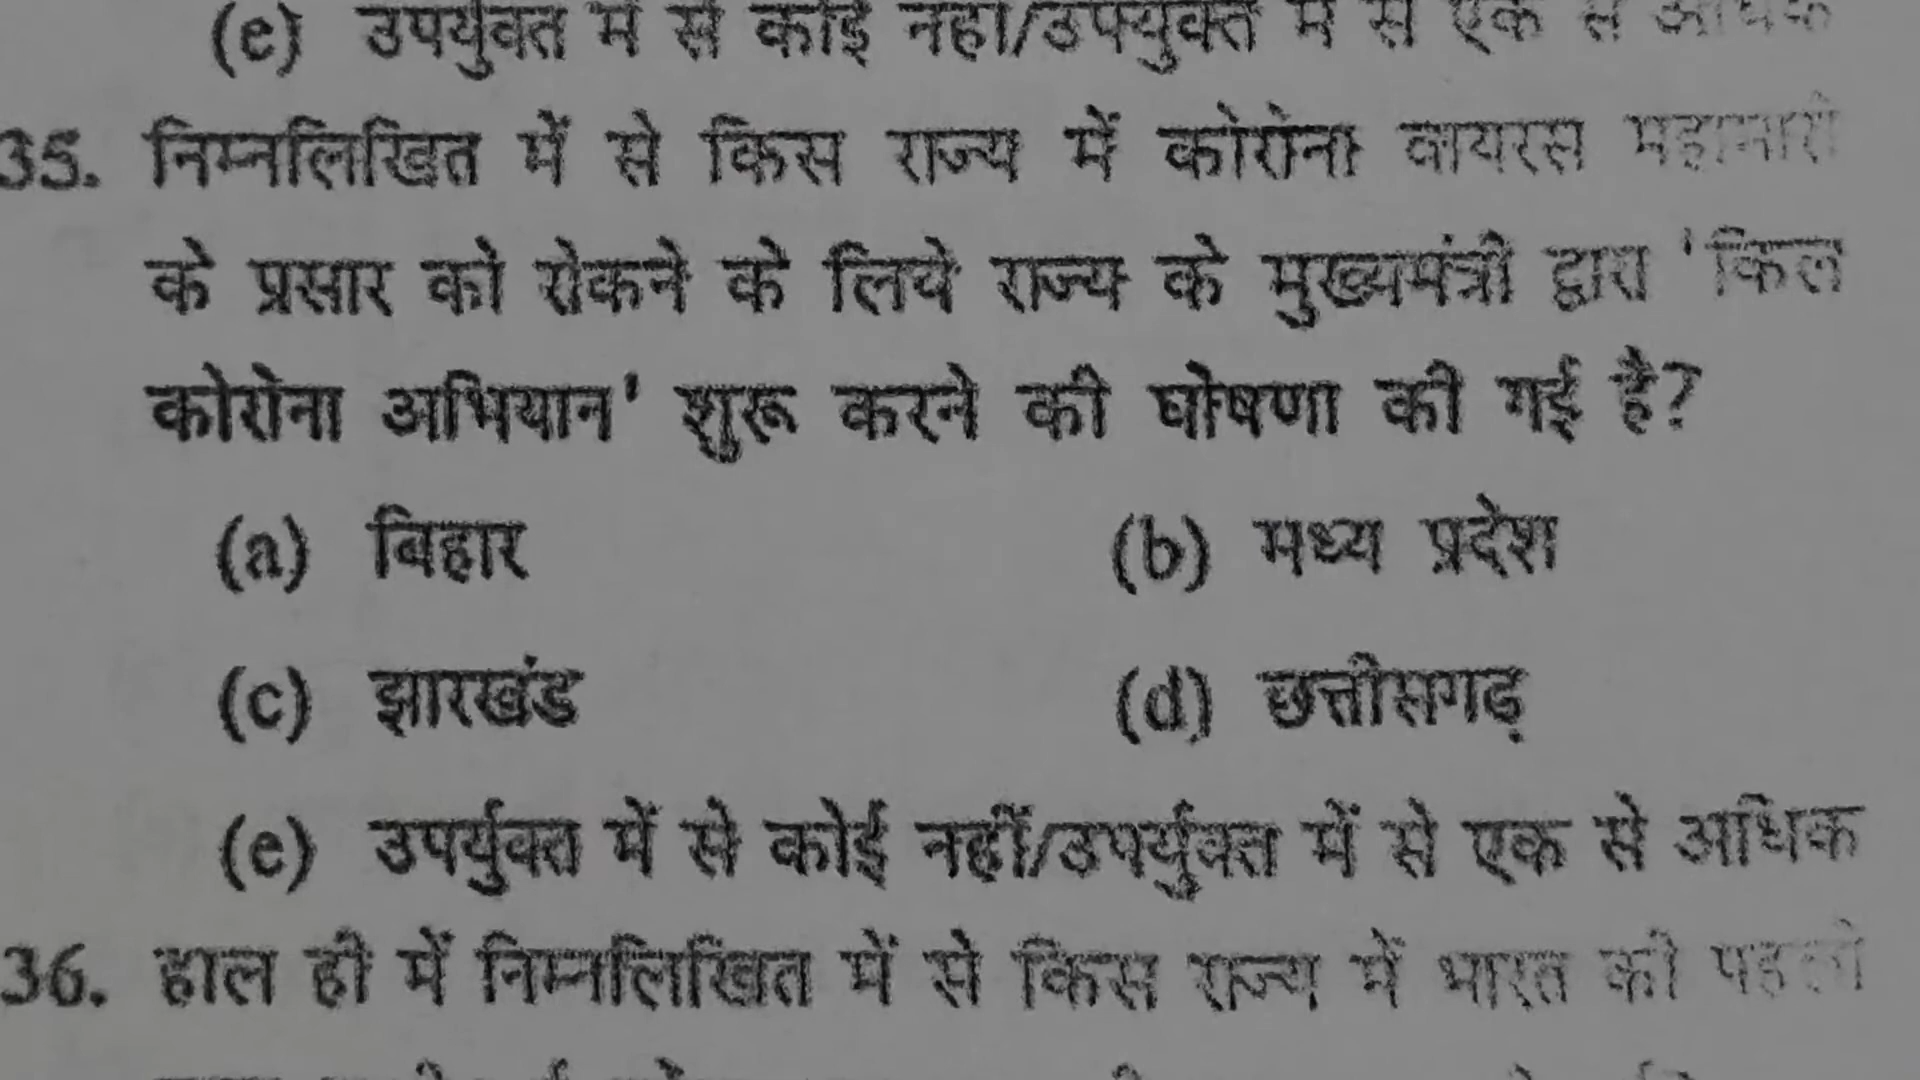 (e) उपर्युक्त में से कोई नहीं/उपर्युक्त में से एक से अधिक
35. निम्नलिखित में से किस राज्य में कोरोना वायरस महामारी
के प्रसार को रोकने के लिये राज्य के मुख्यमंत्री द्वारा 'किल
कोरोना अभियान' शुरू करने की घोषणा की गई है?
(a) बिहार (b) मध्य प्रदेश
(c) झारखंड (d) छत्तीसगढ़
(e) उपर्युक्त में से कोई नहीं/उपर्युक्त में से एक से अधिक
36. हाल ही में निम्नलिखित में से किस राज्य में भारत की पहली